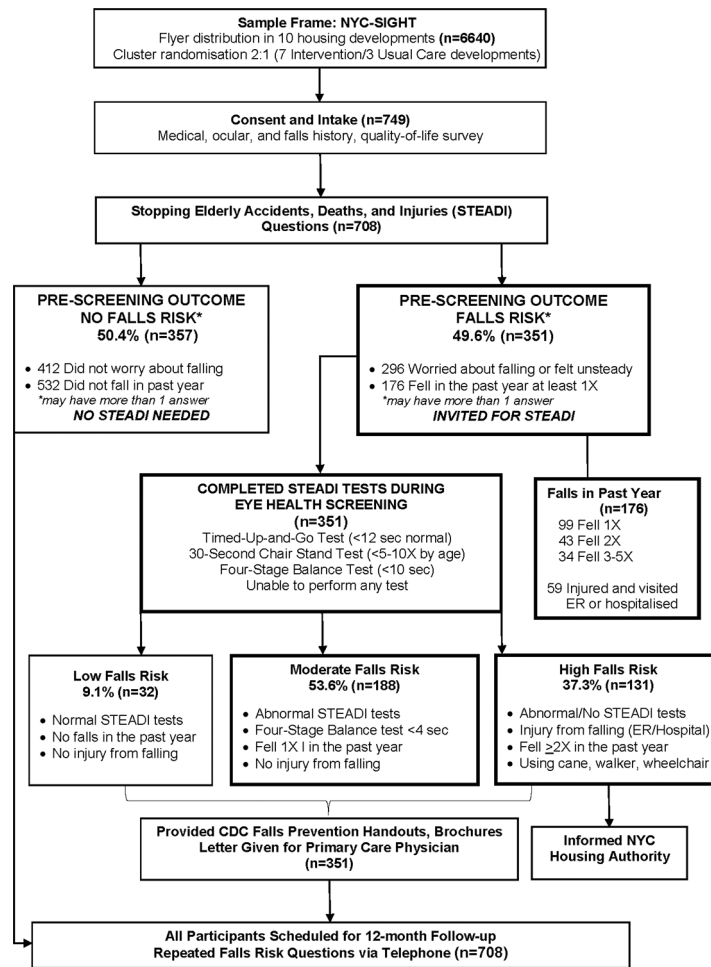 Sample Frame: NYC-SIGHT
Flyer distribution in 10 housing developments (n=6640)
Cluster randomisation 2:1 (7 Intervention/3 Usual Care developments)
Consent and Intake (n=749)
Medical, ocular, and falls history, quality-of-life survey
Stopping Elderly Accidents, Deaths, and Injuries (STEADI)
Questions (n=708)
PRE-SCREENING OUTCOME
NO FALLS RISK*
50.4% (n=357)
• 412 Did not worry about falling
• 532 Did not fall in past year
*may have more than 1 answer
NO STEADI NEEDED
PRE-SCREENING OUTCOME
FALLS RISK*
49.6% (n=351)
• 296 Worried about falling or felt unsteady
• 176 Fell in the past year at least 1X
*may have more than 1 answer
INVITED FOR STEADI
COMPLETED STEADI TESTS DURING
EYE HEALTH SCREENING
(n=351)
Timed-Up-and-Go Test (<12 sec normal)
30-Second Chair Stand Test (<5-10X by age)
Four-Stage Balance Test (<10 sec)
Unable to perform any test
Falls in Past Year
(n=176)
99 Fell 1X
43 Fell 2X
34 Fell 3-5X
59 Injured and visited
ER or hospitalised
Low Falls Risk
9.1% (n=32)
• Normal STEADI tests
• No falls in the past year
• No injury from falling
Moderate Falls Risk
53.6% (n=188)
• Abnormal STEADI tests
• Four-Stage Balance test <4 sec
• Fell 1X I in the past year
• No injury from falling
High Falls Risk
37.3% (n=131)
• Abnormal/No STEADI tests
• Injury from falling (ER/Hospital)
• Fell ≥2X in the past year
• Using cane, walker, wheelchair
Provided CDC Falls Prevention Handouts, Brochures
Letter Given for Primary Care Physician
(n=351)
Informed NYC
Housing Authority
All Participants Scheduled for 12-month Follow-up
Repeated Falls Risk Questions via Telephone (n=708)